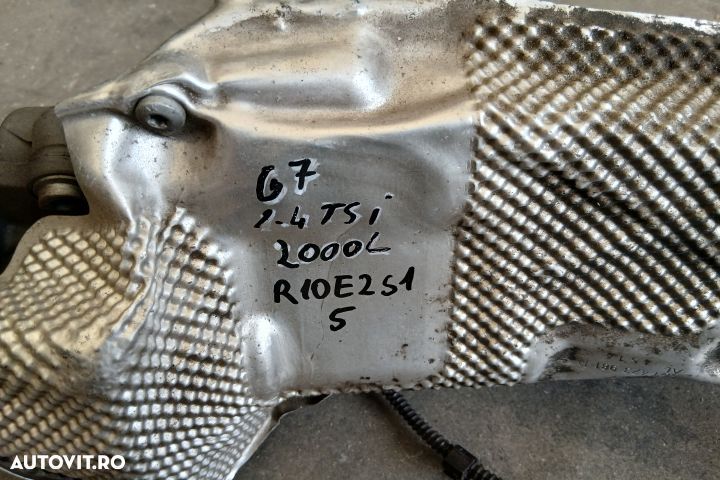 G7
1.4 TSi
2000L
R10E2S1
5
AUTOVIT.RO